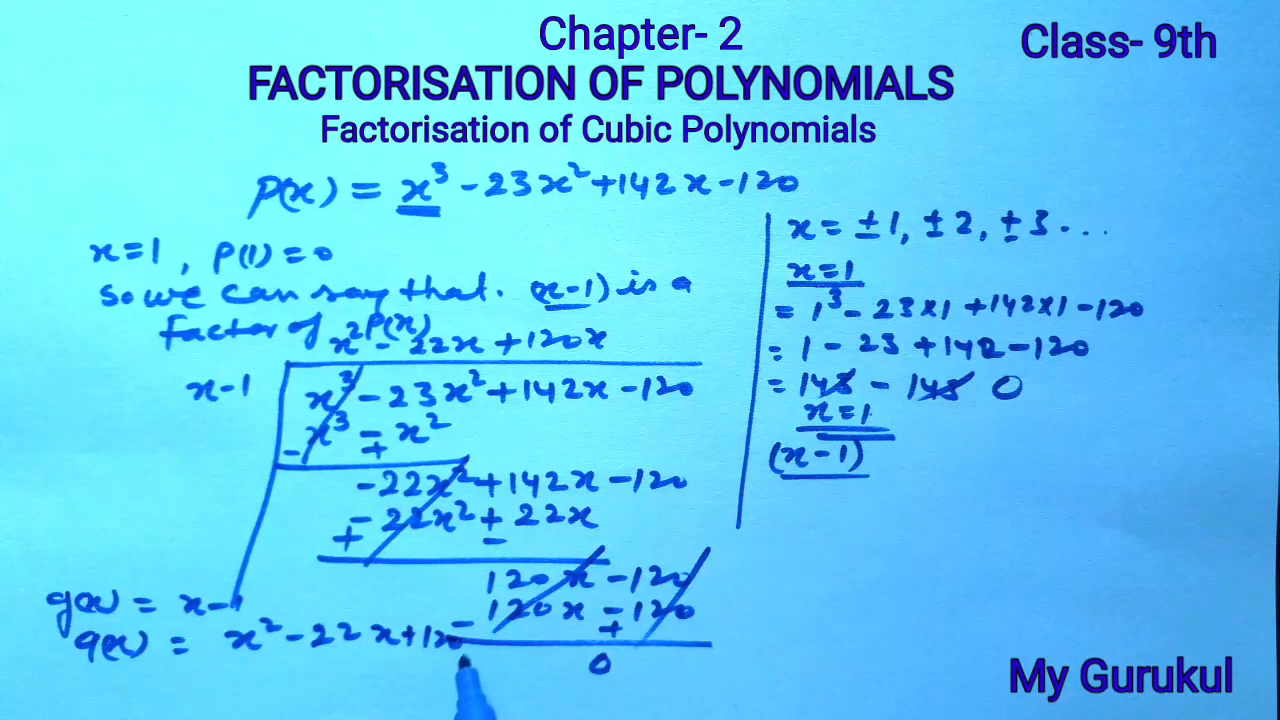 Chapter- 2
Class- 9th
FACTORISATION OF POLYNOMIALS
Factorisation of Cubic Polynomials
P(x) = x³ - 23x² + 142x - 120
x = 1 , P(1) = 0
so we can say that. (x-1) is a
factor of P(x)
x² - 22x + 120x
x-1
x³ - 23x² + 142x - 120
x³ - x²
- +
-22x² + 142x - 120
-22x² + 22x
+ -
120x - 120
120x - 120
- +
0
g(x) = x-1
q(x) = x² - 22x + 120
x = ±1, ±2, ±3 ...
x = 1
= 1³ - 23×1 + 142×1 - 120
= 1 - 23 + 142 - 120
= 143 - 143 0
x = 1
(x-1)
My Gurukul